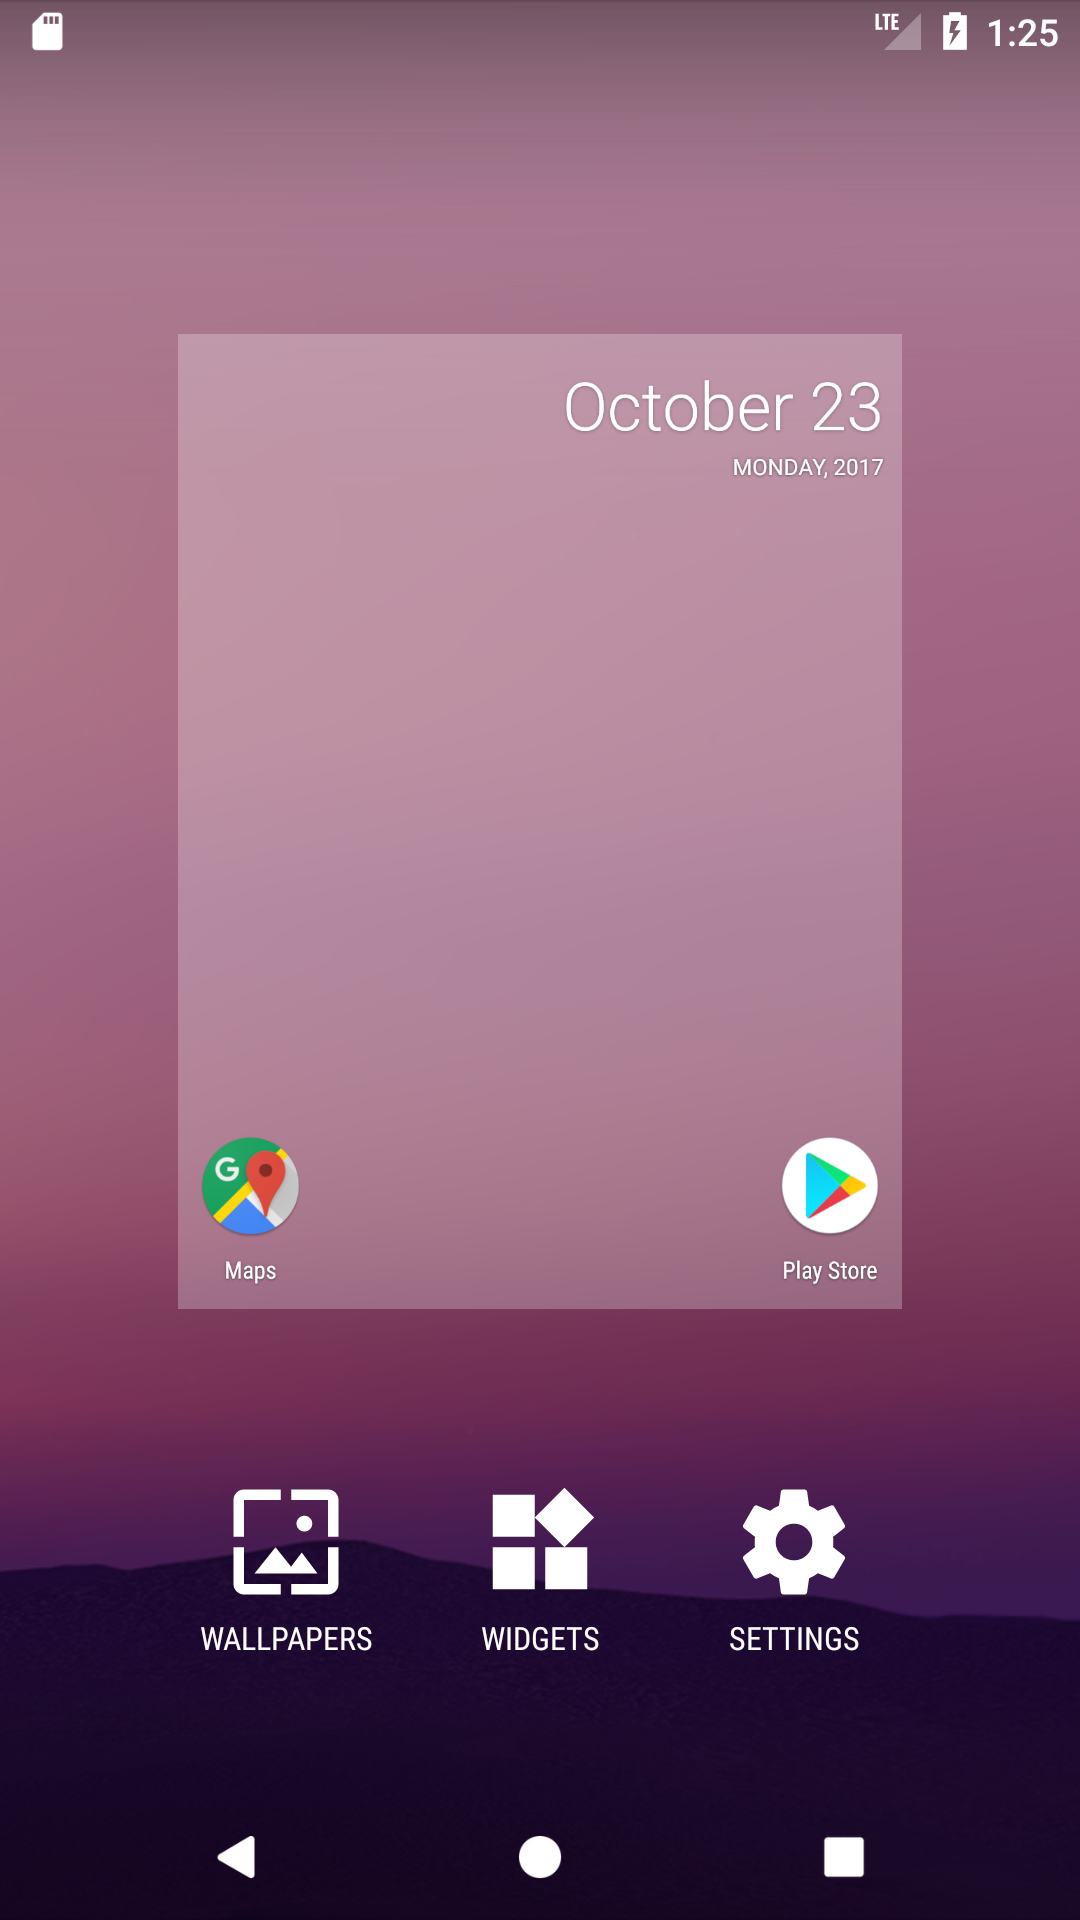 LTE 1:25
October 23
MONDAY, 2017
G
Maps Play Store
WALLPAPERS WIDGETS SETTINGS